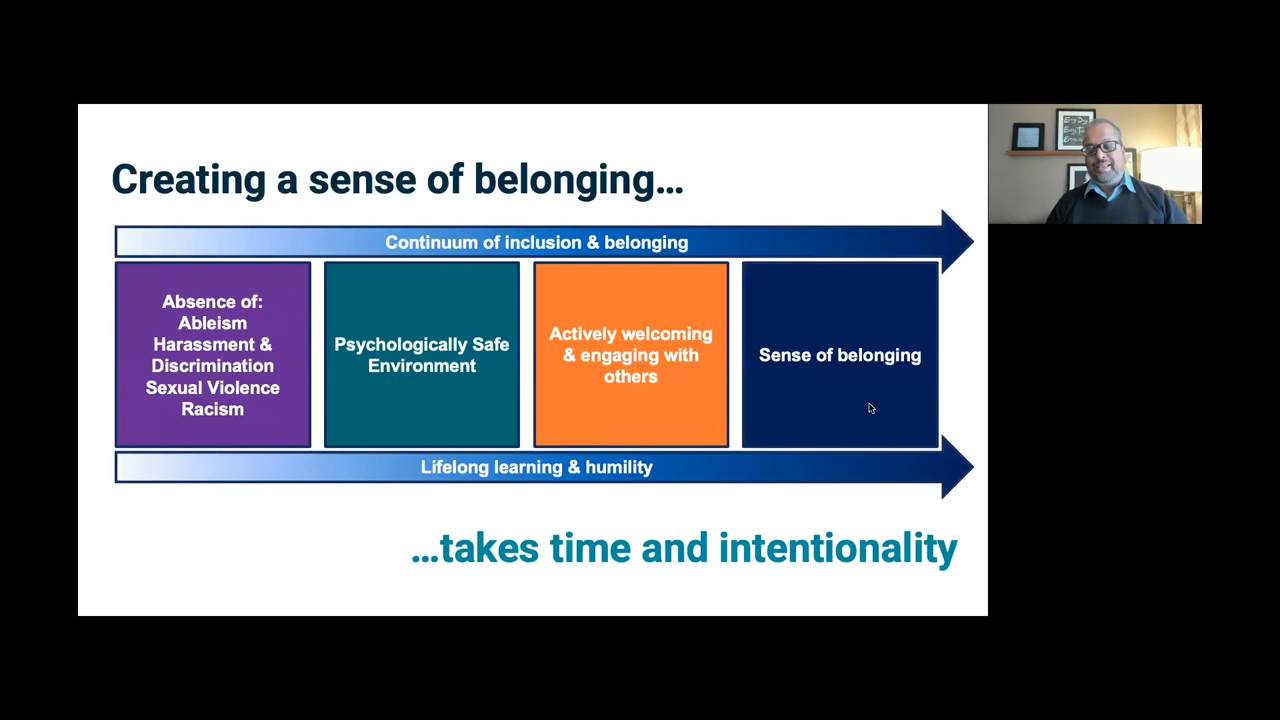 Creating a sense of belonging...
Continuum of inclusion & belonging
Absence of:
Ableism
Harassment &
Discrimination
Sexual Violence
Racism
Psychologically Safe
Environment
Actively welcoming
& engaging with
others
Sense of belonging
Lifelong learning & humility
...takes time and intentionality